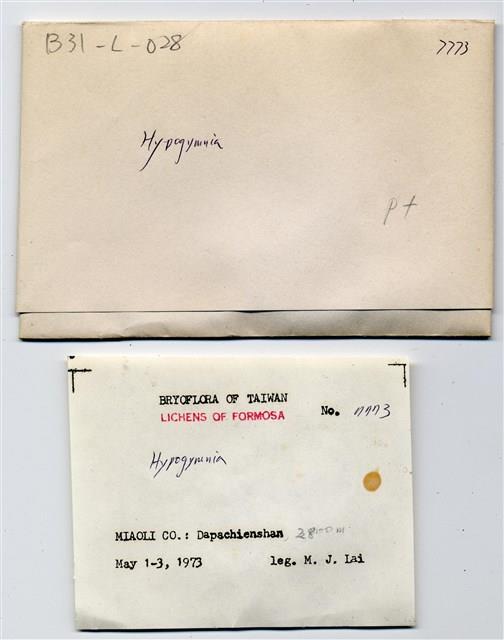 B31-L-028
7773
Hypogymnia
P+
BRYOFLORA OF TAIWAN
LICHENS OF FORMOSA
No. 7773
Hypogymnia
MIAOLI CO.: Dapachienshan, 2800m
May 1-3, 1973 leg. M. J. Lai